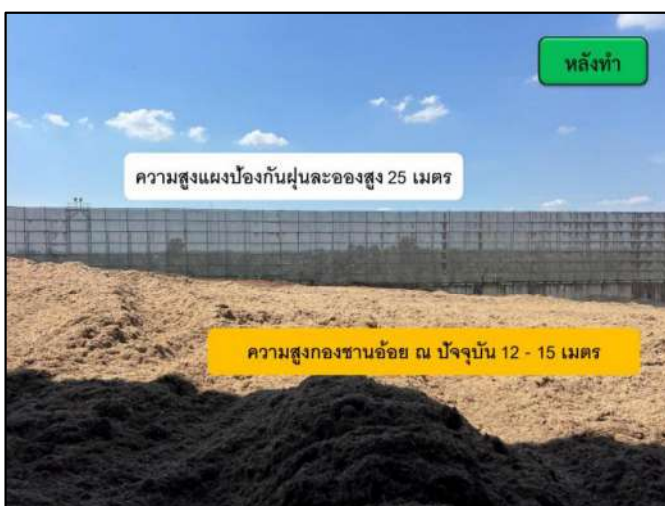 หลังทำ
ความสูงแผงป้องกันฝุ่นละอองสูง 25 เมตร
ความสูงกองชานอ้อย ณ ปัจจุบัน 12 - 15 เมตร